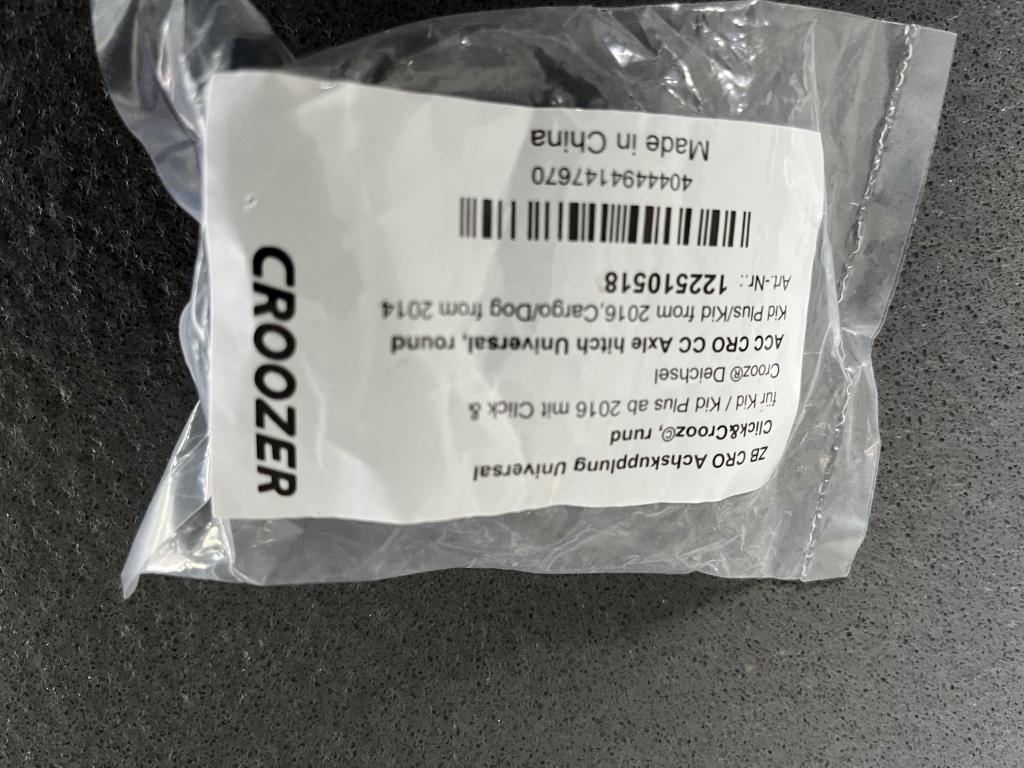 ZB CRO Achskupplung Universal
Click&Crooz©, rund
für Kid / Kid Plus ab 2016 mit Click &
Crooz® Deichsel
ACC CRO CC Axle hitch Universal, round
Kid Plus/Kid from 2016,Cargo/Dog from 2014
Art.-Nr.: 122510518
4044494147670
Made in China
CROOZER